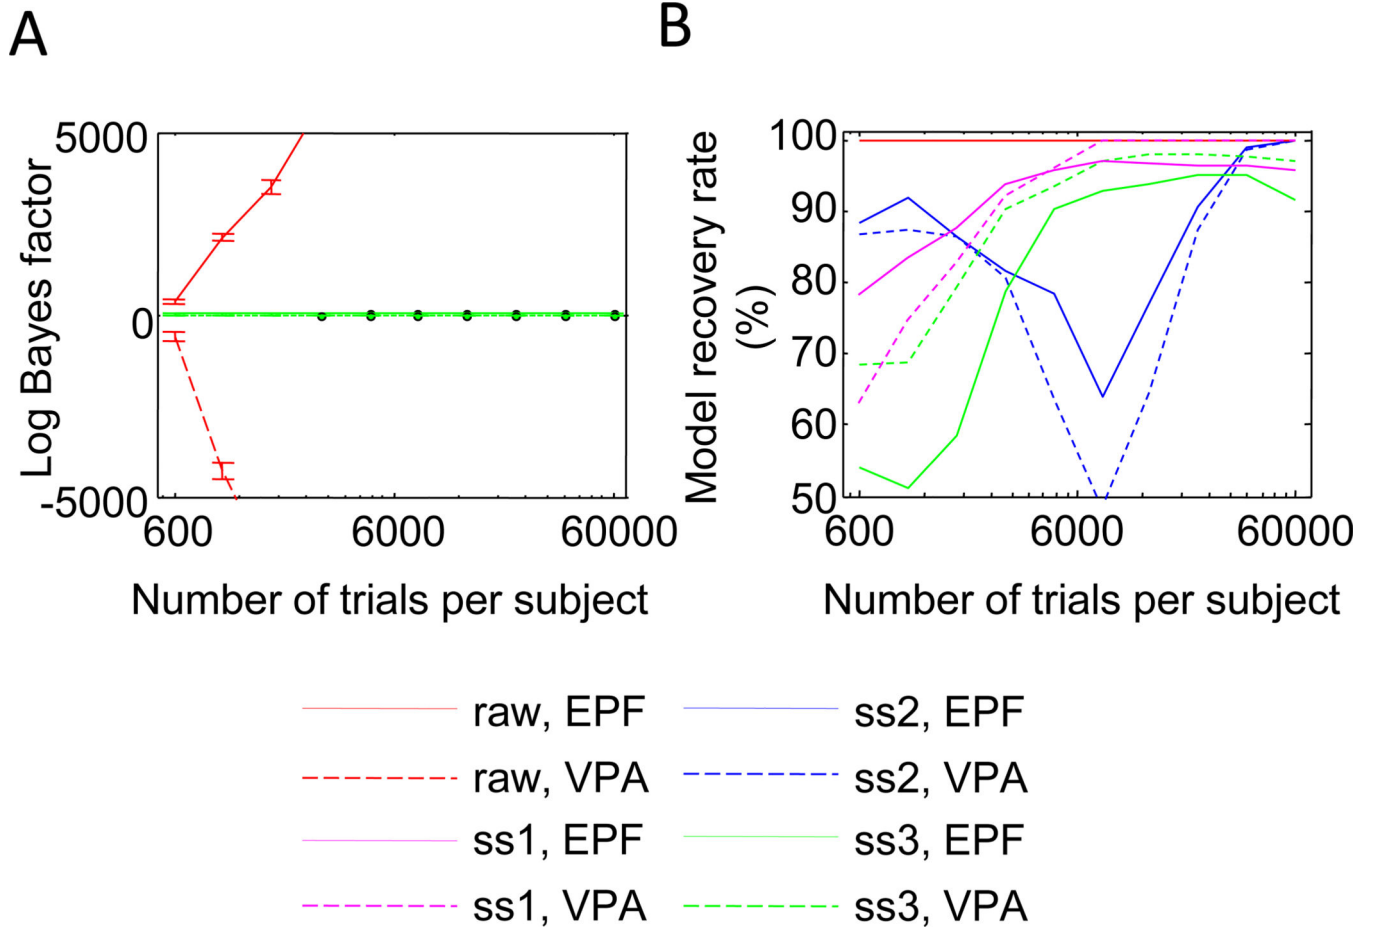 A
B
Log Bayes factor
5000
0
-5000
600
6000
60000
Number of trials per subject
Model recovery rate
(%)
100
90
80
70
60
50
600
6000
60000
Number of trials per subject
raw, EPF
raw, VPA
ss1, EPF
ss1, VPA
ss2, EPF
ss2, VPA
ss3, EPF
ss3, VPA